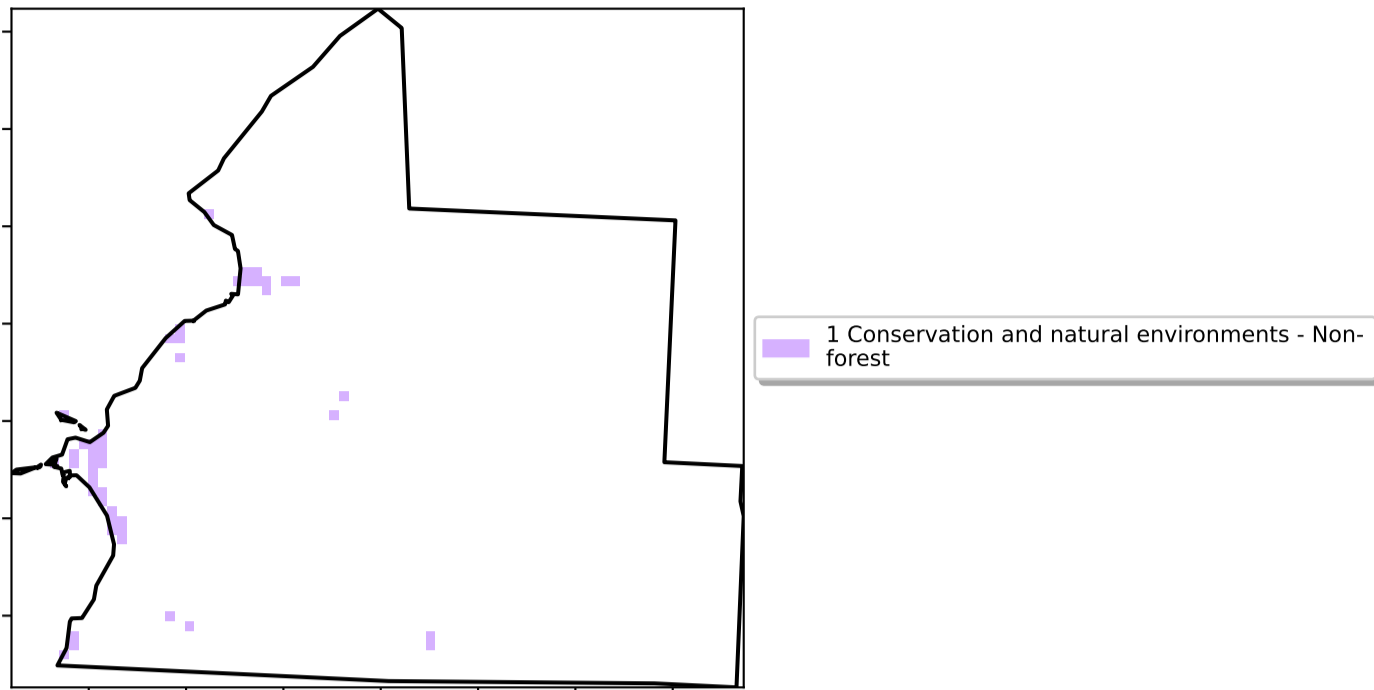 1 Conservation and natural environments - Non-
forest